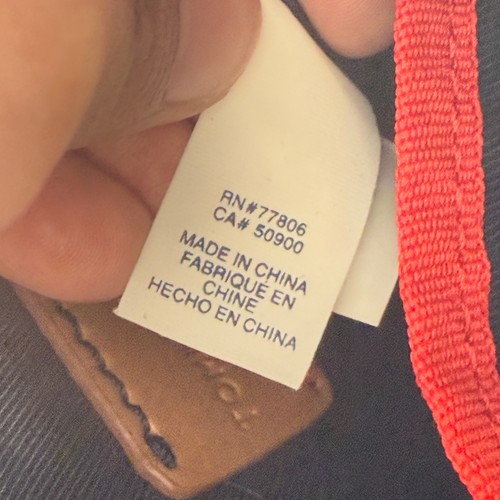 RN#77806
CA# 50900
MADE IN CHINA
FABRIQUE EN
CHINE
HECHO EN CHINA